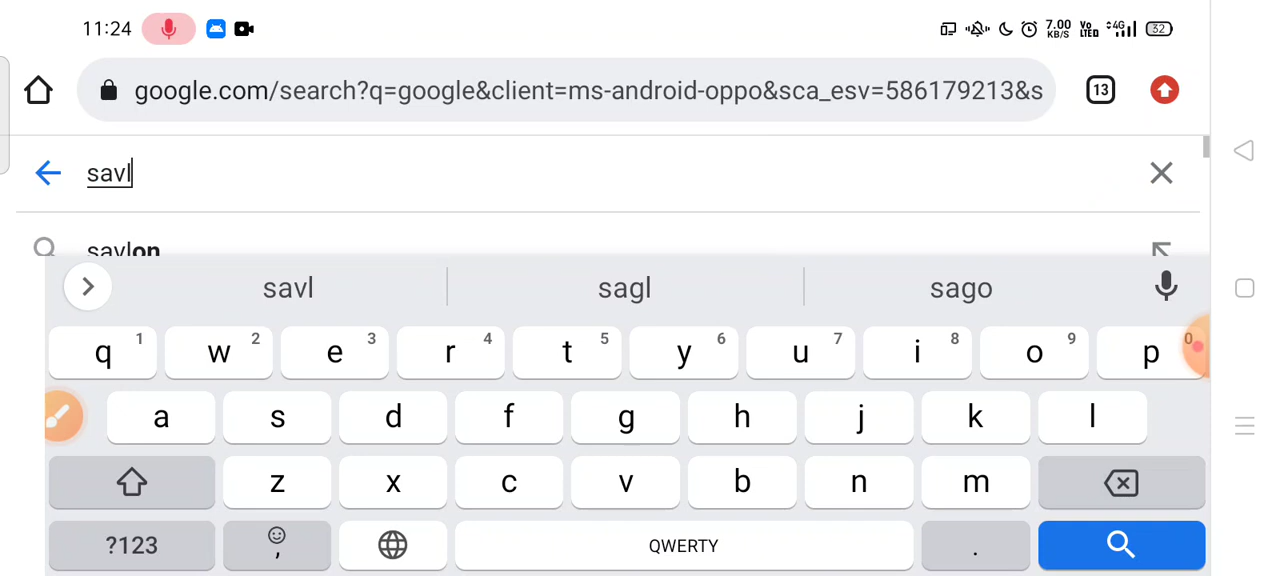 11:24 7.00 KB/S Vo LTE 4G 32
google.com/search?q=google&client=ms-android-oppo&sca_esv=586179213&s 13
savl
savlon
savl sagl sago
q 1 w 2 e 3 r 4 t 5 y 6 u 7 i 8 o 9 p 0
a s d f g h j k l
z x c v b n m
?123 , QWERTY .